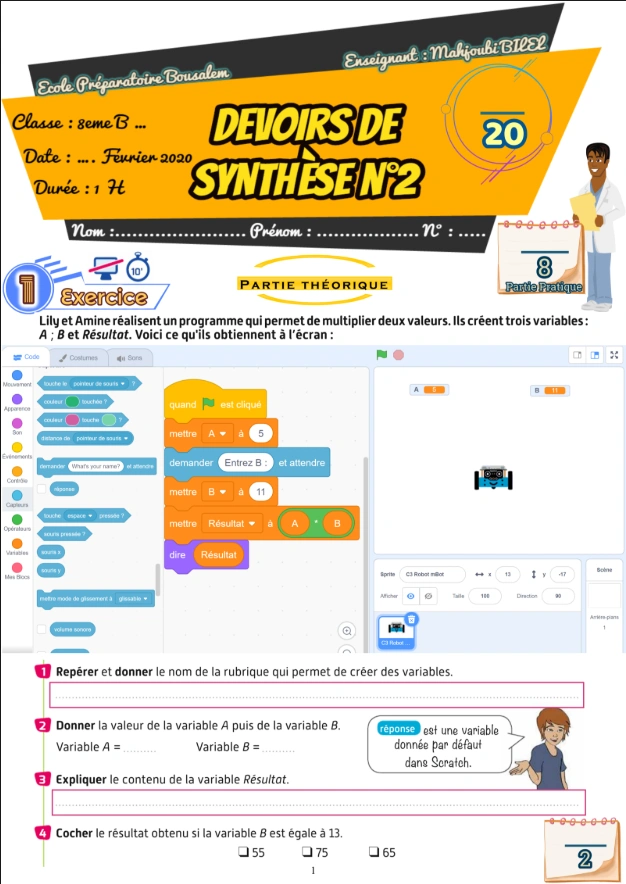 Ecole Préparatoire Bousalem
Enseignant : Mahjoubi BILEL
Classe : 8eme B ...
Date : .... Février 2020
Durée : 1 H
DEVOIRS DE
SYNTHÈSE N°2
20
Nom :........................ Prénom : ................... N° : .....
8
Partie Pratique
1
Exercice
10'
PARTIE THÉORIQUE
Lily et Amine réalisent un programme qui permet de multiplier deux valeurs. Ils créent trois variables :
A ; B et Résultat. Voici ce qu'ils obtiennent à l'écran :
Code
Costumes
Sons
Mouvement
Apparence
Son
Évènements
Contrôle
Capteurs
Opérateurs
Variables
Mes Blocs
touche le pointeur de souris ?
couleur touchée ?
couleur touche ?
distance de pointeur de souris
demander What's your name? et attendre
réponse
touche espace pressée ?
souris pressée ?
souris x
souris y
mettre mode de glissement à glissable
volume sonore
quand est cliqué
mettre A à 5
demander Entrez B : et attendre
mettre B à 11
mettre Résultat à A * B
dire Résultat
A 5
B 11
Sprite C3 Robot mBot x 13 y -17
Afficher Taille 100 Direction 90
C3 Robot ...
Scène
Arrière-plans
1
1 Repérer et donner le nom de la rubrique qui permet de créer des variables.
2 Donner la valeur de la variable A puis de la variable B.
Variable A = .......... Variable B = ..........
réponse est une variable
donnée par défaut
dans Scratch.
3 Expliquer le contenu de la variable Résultat.
4 Cocher le résultat obtenu si la variable B est égale à 13.
❑ 55 ❑ 75 ❑ 65
2
1